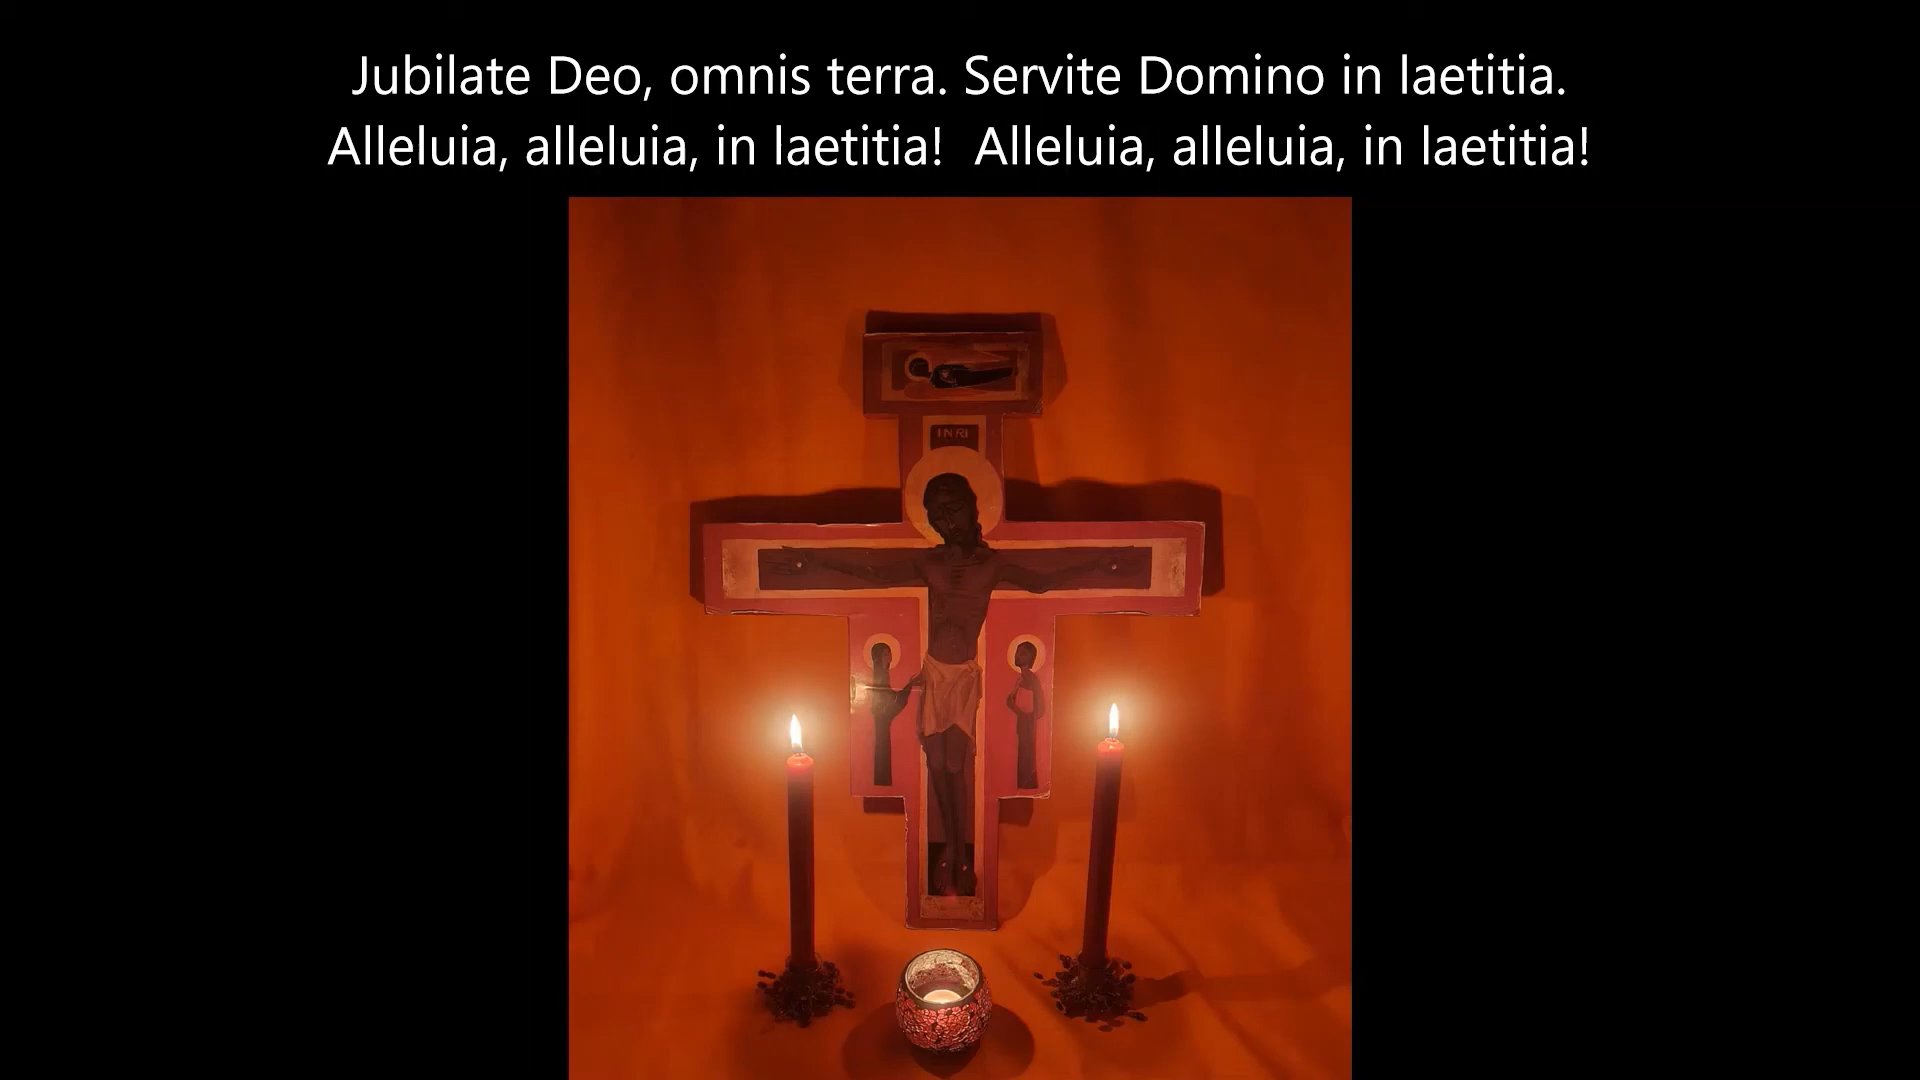 Jubilate Deo, omnis terra. Servite Domino in laetitia.
Alleluia, alleluia, in laetitia!  Alleluia, alleluia, in laetitia!
INRI